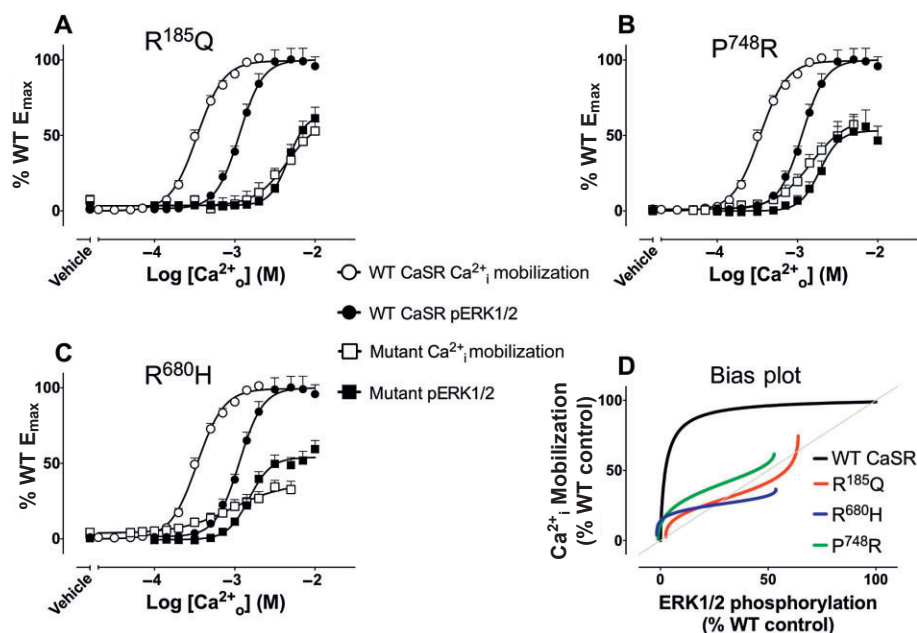 A
R¹⁸⁵Q
100
50
0
% WT Eₘₐₓ
Vehicle
−4
−3
−2
Log [Ca²⁺ₒ] (M)
B
P⁷⁴⁸R
100
50
0
% WT Eₘₐₓ
Vehicle
−4
−3
−2
Log [Ca²⁺ₒ] (M)
WT CaSR Ca²⁺ᵢ mobilization
WT CaSR pERK1/2
Mutant Ca²⁺ᵢ mobilization
Mutant pERK1/2
C
R⁶⁸⁰H
100
50
0
% WT Eₘₐₓ
Vehicle
−4
−3
−2
Log [Ca²⁺ₒ] (M)
D
Bias plot
Ca²⁺ᵢ Mobilization
(% WT control)
100
50
0
WT CaSR
R¹⁸⁵Q
R⁶⁸⁰H
P⁷⁴⁸R
0
50
100
ERK1/2 phosphorylation
(% WT control)